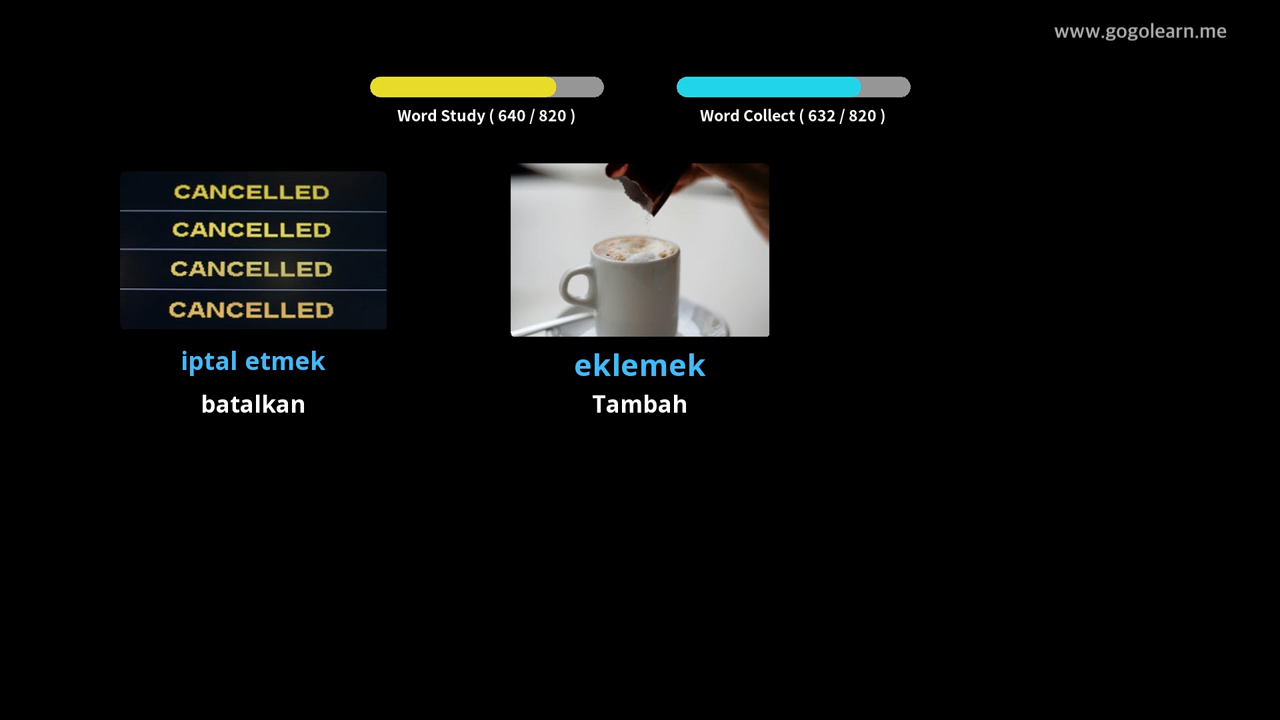 www.gogolearn.me
Word Study ( 640 / 820 )
Word Collect ( 632 / 820 )
CANCELLED
CANCELLED
CANCELLED
CANCELLED
iptal etmek
batalkan
eklemek
Tambah